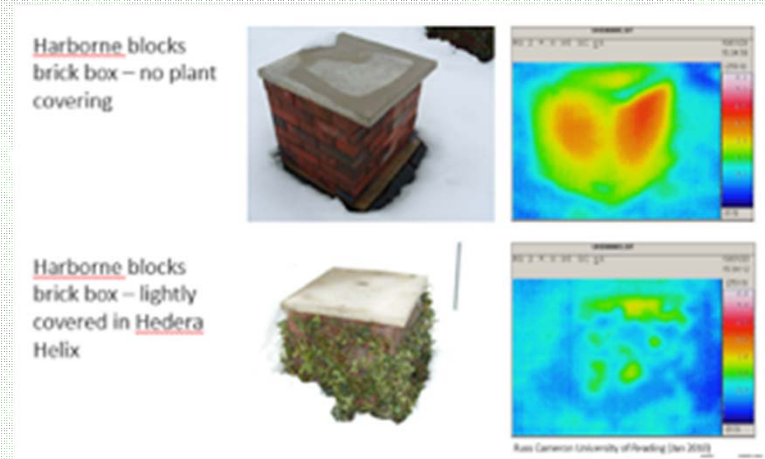 Harborne blocks
brick box – no plant
covering
Harborne blocks
brick box – lightly
covered in Hedera
Helix
Ross Cameron University of Reading (Jan 2010)